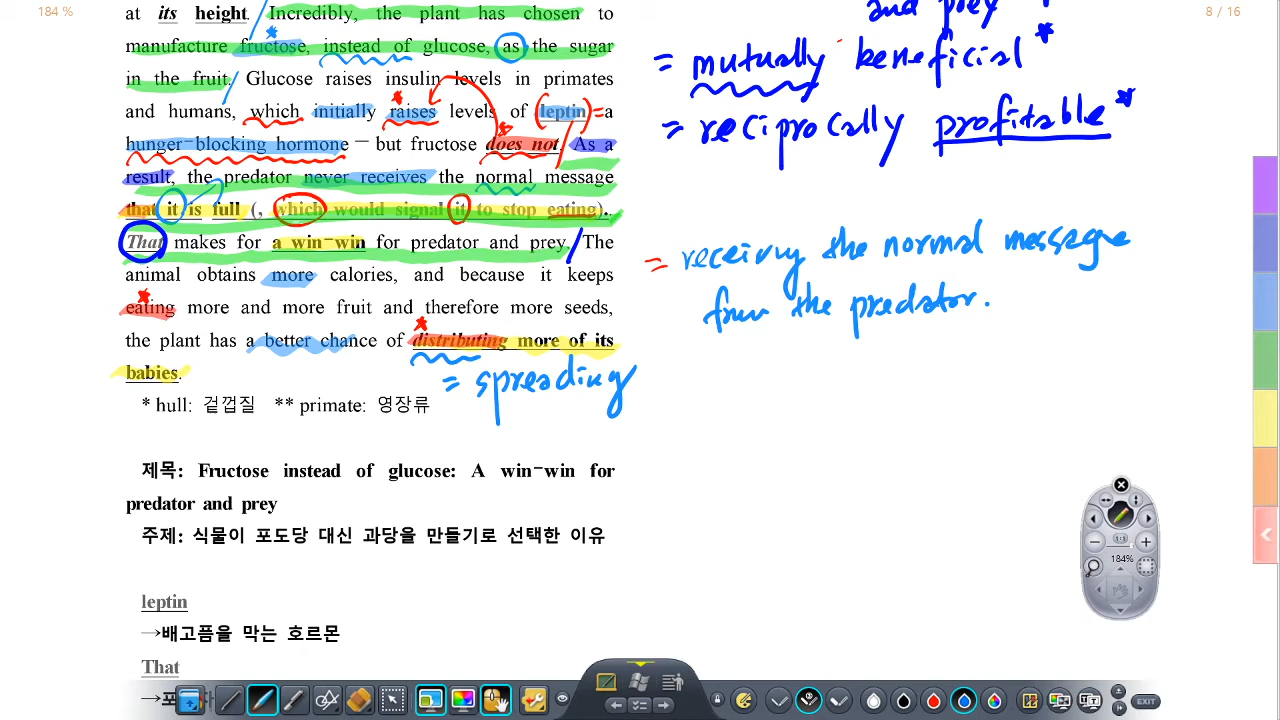 184 %
8 / 16
at its height. Incredibly, the plant has chosen to
manufacture fructose, instead of glucose, as the sugar
in the fruit. Glucose raises insulin levels in primates
and humans, which initially raises levels of leptin = a
hunger-blocking hormone — but fructose does not. As a
result, the predator never receives the normal message
that it is full (, which would signal it to stop eating).
That makes for a win-win for predator and prey. The
animal obtains more calories, and because it keeps
eating more and more fruit and therefore more seeds,
the plant has a better chance of distributing more of its
babies.
= spreading
* hull: 겉껍질 ** primate: 영장류
제목: Fructose instead of glucose: A win-win for
predator and prey
주제: 식물이 포도당 대신 과당을 만들기로 선택한 이유
leptin
→배고픔을 막는 호르몬
That
and prey
= mutually beneficial *
= reciprocally profitable *
= receiving the normal message
from the predator.
1:1
184%
EXIT